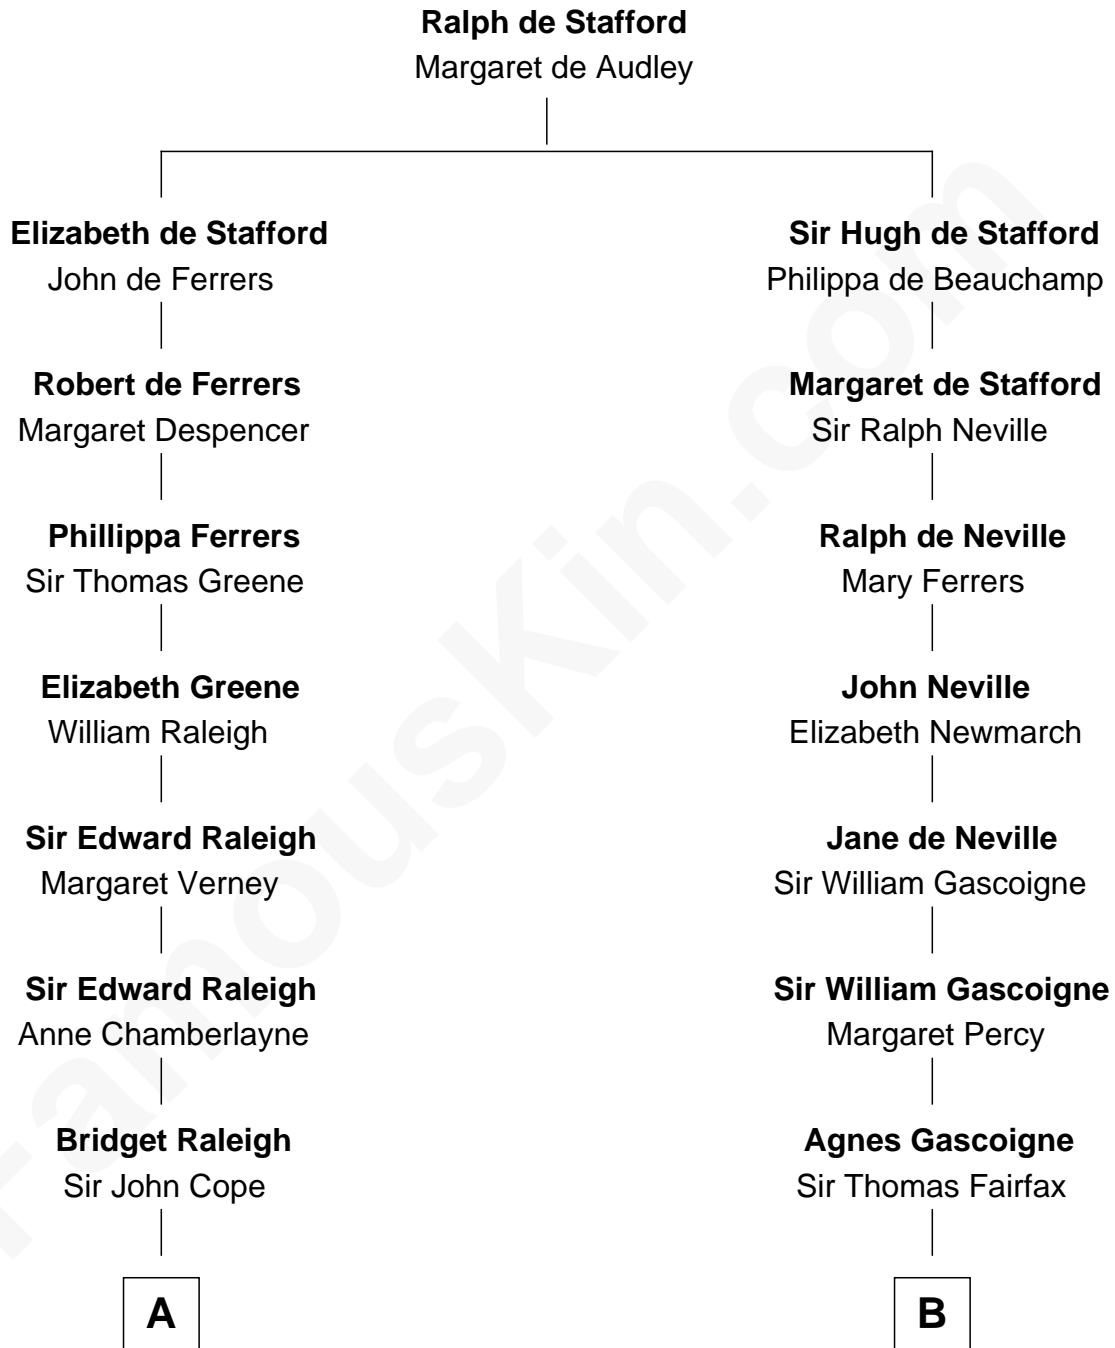 Ralph de Stafford
Margaret de Audley
Elizabeth de Stafford
John de Ferrers
Robert de Ferrers
Margaret Despencer
Phillippa Ferrers
Sir Thomas Greene
Elizabeth Greene
William Raleigh
Sir Edward Raleigh
Margaret Verney
Sir Edward Raleigh
Anne Chamberlayne
Bridget Raleigh
Sir John Cope
A
Sir Hugh de Stafford
Philippa de Beauchamp
Margaret de Stafford
Sir Ralph Neville
Ralph de Neville
Mary Ferrers
John Neville
Elizabeth Newmarch
Jane de Neville
Sir William Gascoigne
Sir William Gascoigne
Margaret Percy
Agnes Gascoigne
Sir Thomas Fairfax
B
FamousKin.com